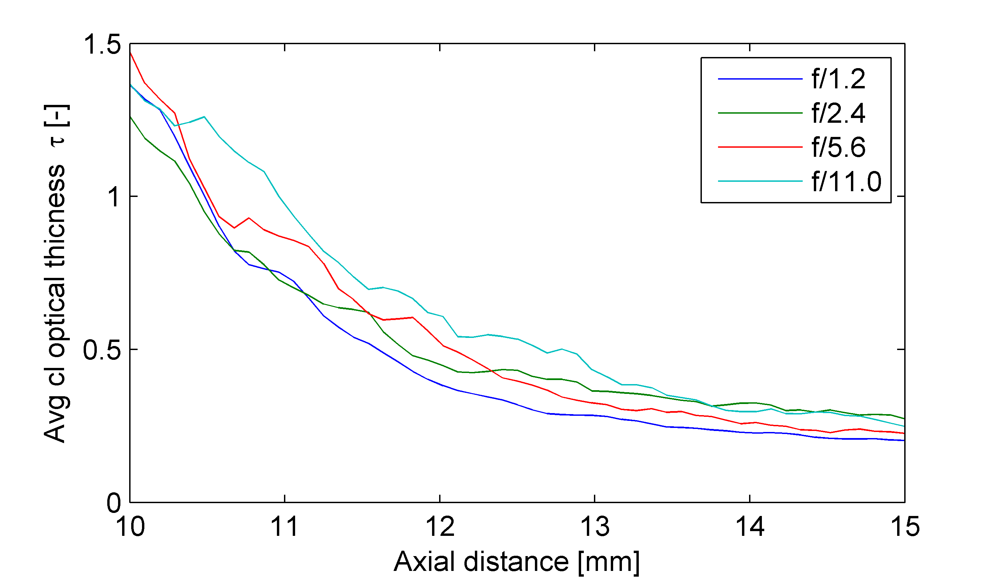 1.5
1
0.5
0
Avg cl optical thicness τ [-]
f/1.2
f/2.4
f/5.6
f/11.0
10 11 12 13 14 15
Axial distance [mm]